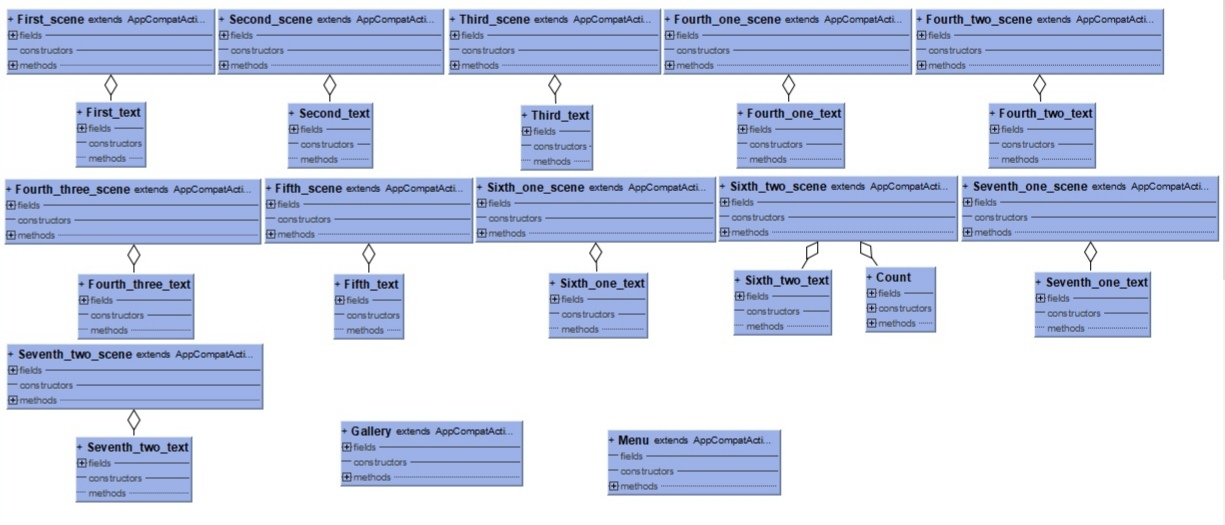 + First_scene extends AppCompatActi...
fields
constructors
methods
+ Second_scene extends AppCompatActi...
fields
constructors
methods
+ Third_scene extends AppCompatActi...
fields
constructors
methods
+ Fourth_one_scene extends AppCompatActi...
fields
constructors
methods
+ Fourth_two_scene extends AppCompatActi...
fields
constructors
methods
+ First_text
fields
constructors
methods
+ Second_text
fields
constructors
methods
+ Third_text
fields
constructors
methods
+ Fourth_one_text
fields
constructors
methods
+ Fourth_two_text
fields
constructors
methods
+ Fourth_three_scene extends AppCompatActi...
fields
constructors
methods
+ Fifth_scene extends AppCompatActi...
fields
constructors
methods
+ Sixth_one_scene extends AppCompatActi...
fields
constructors
methods
+ Sixth_two_scene extends AppCompatActi...
fields
constructors
methods
+ Seventh_one_scene extends AppCompatActi...
fields
constructors
methods
+ Fourth_three_text
fields
constructors
methods
+ Fifth_text
fields
constructors
methods
+ Sixth_one_text
fields
constructors
methods
+ Sixth_two_text
fields
constructors
methods
+ Count
fields
constructors
methods
+ Seventh_one_text
fields
constructors
methods
+ Seventh_two_scene extends AppCompatActi...
fields
constructors
methods
+ Seventh_two_text
fields
constructors
methods
+ Gallery extends AppCompatActi...
fields
constructors
methods
+ Menu extends AppCompatActi...
fields
constructors
methods